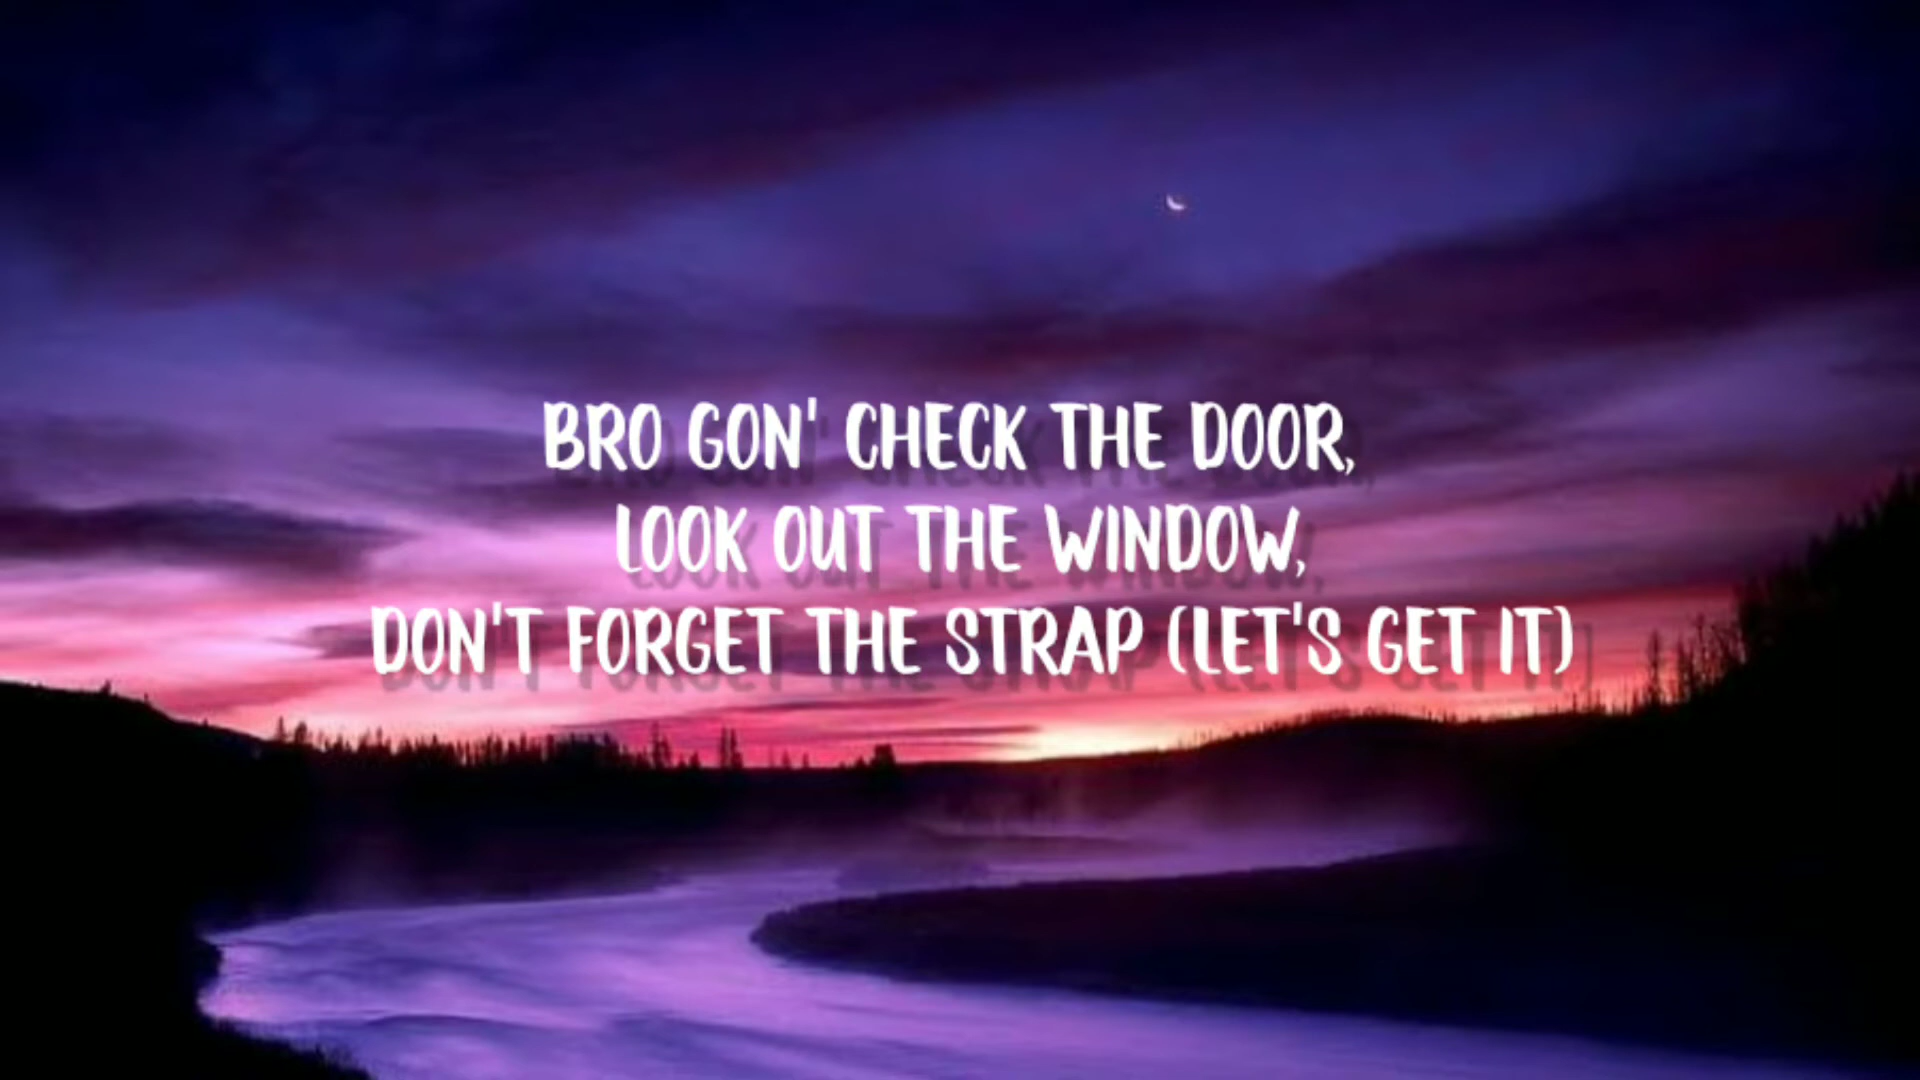 BRO GON' CHECK THE DOOR,
LOOK OUT THE WINDOW,
DON'T FORGET THE STRAP (LET'S GET IT)